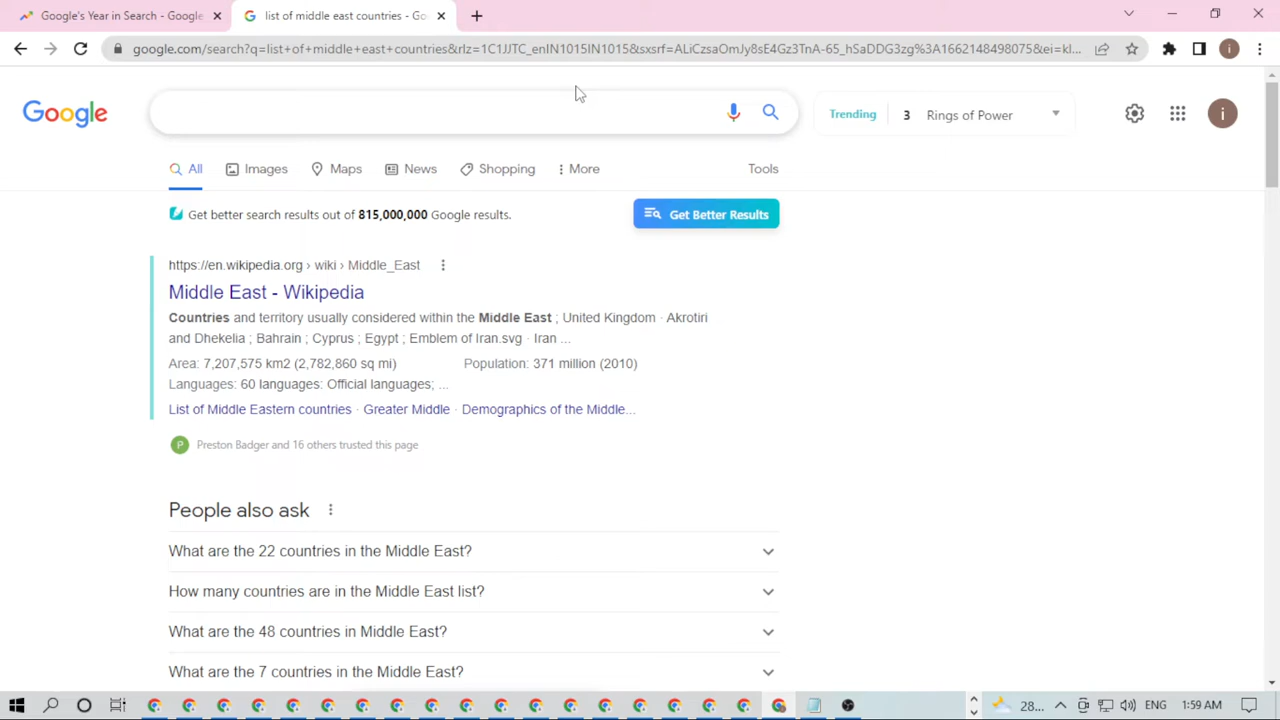 Google's Year in Search - Google
list of middle east countries - Go
google.com/search?q=list+of+middle+east+countries&rlz=1C1JJTC_enIN1015IN1015&sxsrf=ALiCzsaOmJy8sE4Gz3TnA-65_hSaDDG3zg%3A1662148498075&ei=kl...
Google
Trending 3 Rings of Power
i
All Images Maps News Shopping More Tools
Get better search results out of 815,000,000 Google results.
Get Better Results
https://en.wikipedia.org › wiki › Middle_East
Middle East - Wikipedia
Countries and territory usually considered within the Middle East ; United Kingdom · Akrotiri
and Dhekelia ; Bahrain ; Cyprus ; Egypt ; Emblem of Iran.svg · Iran ...
Area: 7,207,575 km2 (2,782,860 sq mi) Population: 371 million (2010)
Languages: 60 languages: Official languages; ...
List of Middle Eastern countries · Greater Middle · Demographics of the Middle...
P Preston Badger and 16 others trusted this page
People also ask
What are the 22 countries in the Middle East?
How many countries are in the Middle East list?
What are the 48 countries in Middle East?
What are the 7 countries in the Middle East?
28... ENG 1:59 AM